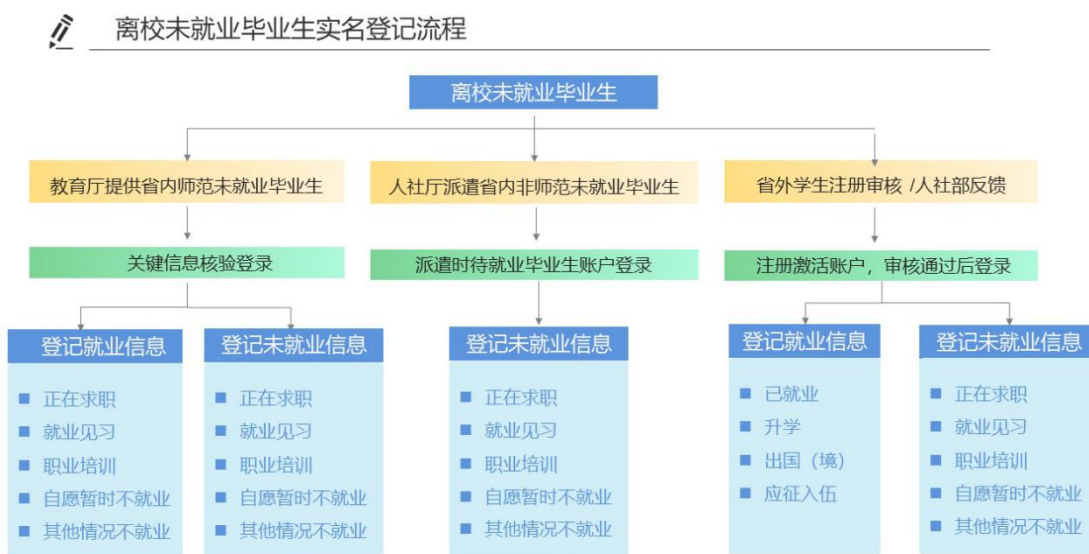 离校未就业毕业生实名登记流程
离校未就业毕业生
教育厅提供省内师范未就业毕业生
人社厅派遣省内非师范未就业毕业生
省外学生注册审核 /人社部反馈
关键信息核验登录
派遣时待就业毕业生账户登录
注册激活账户，审核通过后登录
登记就业信息
正在求职
就业见习
职业培训
自愿暂时不就业
其他情况不就业
登记未就业信息
正在求职
就业见习
职业培训
自愿暂时不就业
其他情况不就业
登记未就业信息
正在求职
就业见习
职业培训
自愿暂时不就业
其他情况不就业
登记就业信息
已就业
升学
出国（境）
应征入伍
登记未就业信息
正在求职
就业见习
职业培训
自愿暂时不就业
其他情况不就业